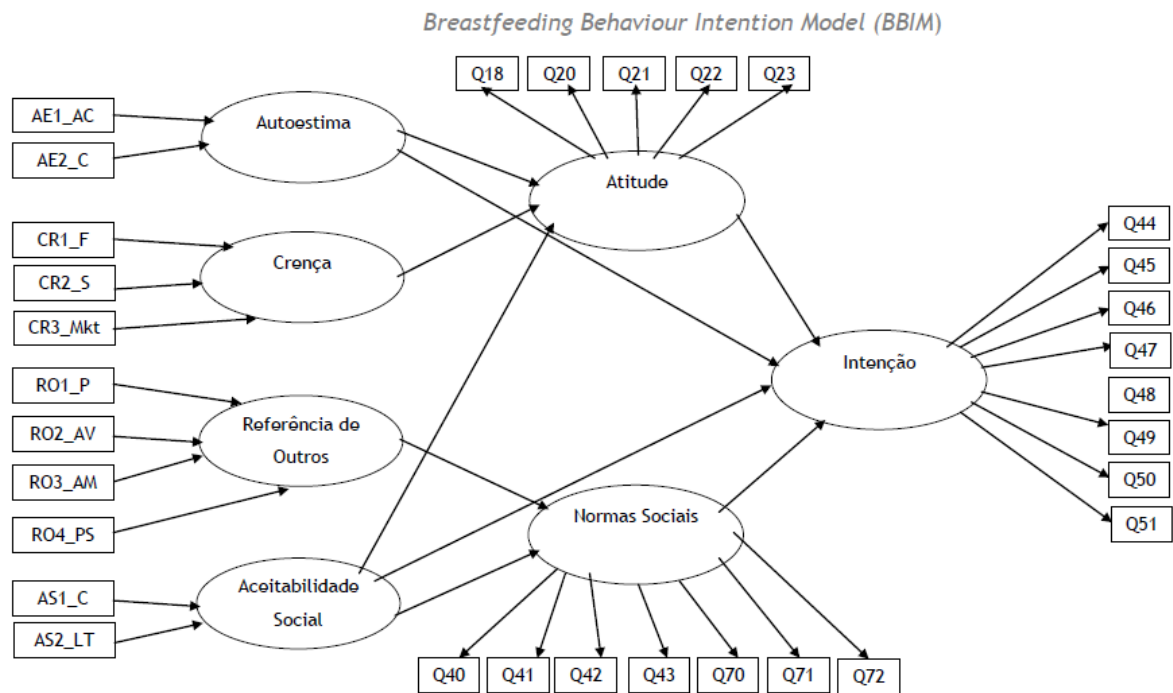 Breastfeeding Behaviour Intention Model (BBIM)
Q18
Q20
Q21
Q22
Q23
AE1_AC
AE2_C
Autoestima
Atitude
CR1_F
CR2_S
CR3_Mkt
Crença
Q44
Q45
Q46
Q47
Q48
Q49
Q50
Q51
Intenção
RO1_P
RO2_AV
RO3_AM
RO4_PS
Referência de
Outros
Normas Sociais
AS1_C
AS2_LT
Aceitabilidade
Social
Q40
Q41
Q42
Q43
Q70
Q71
Q72